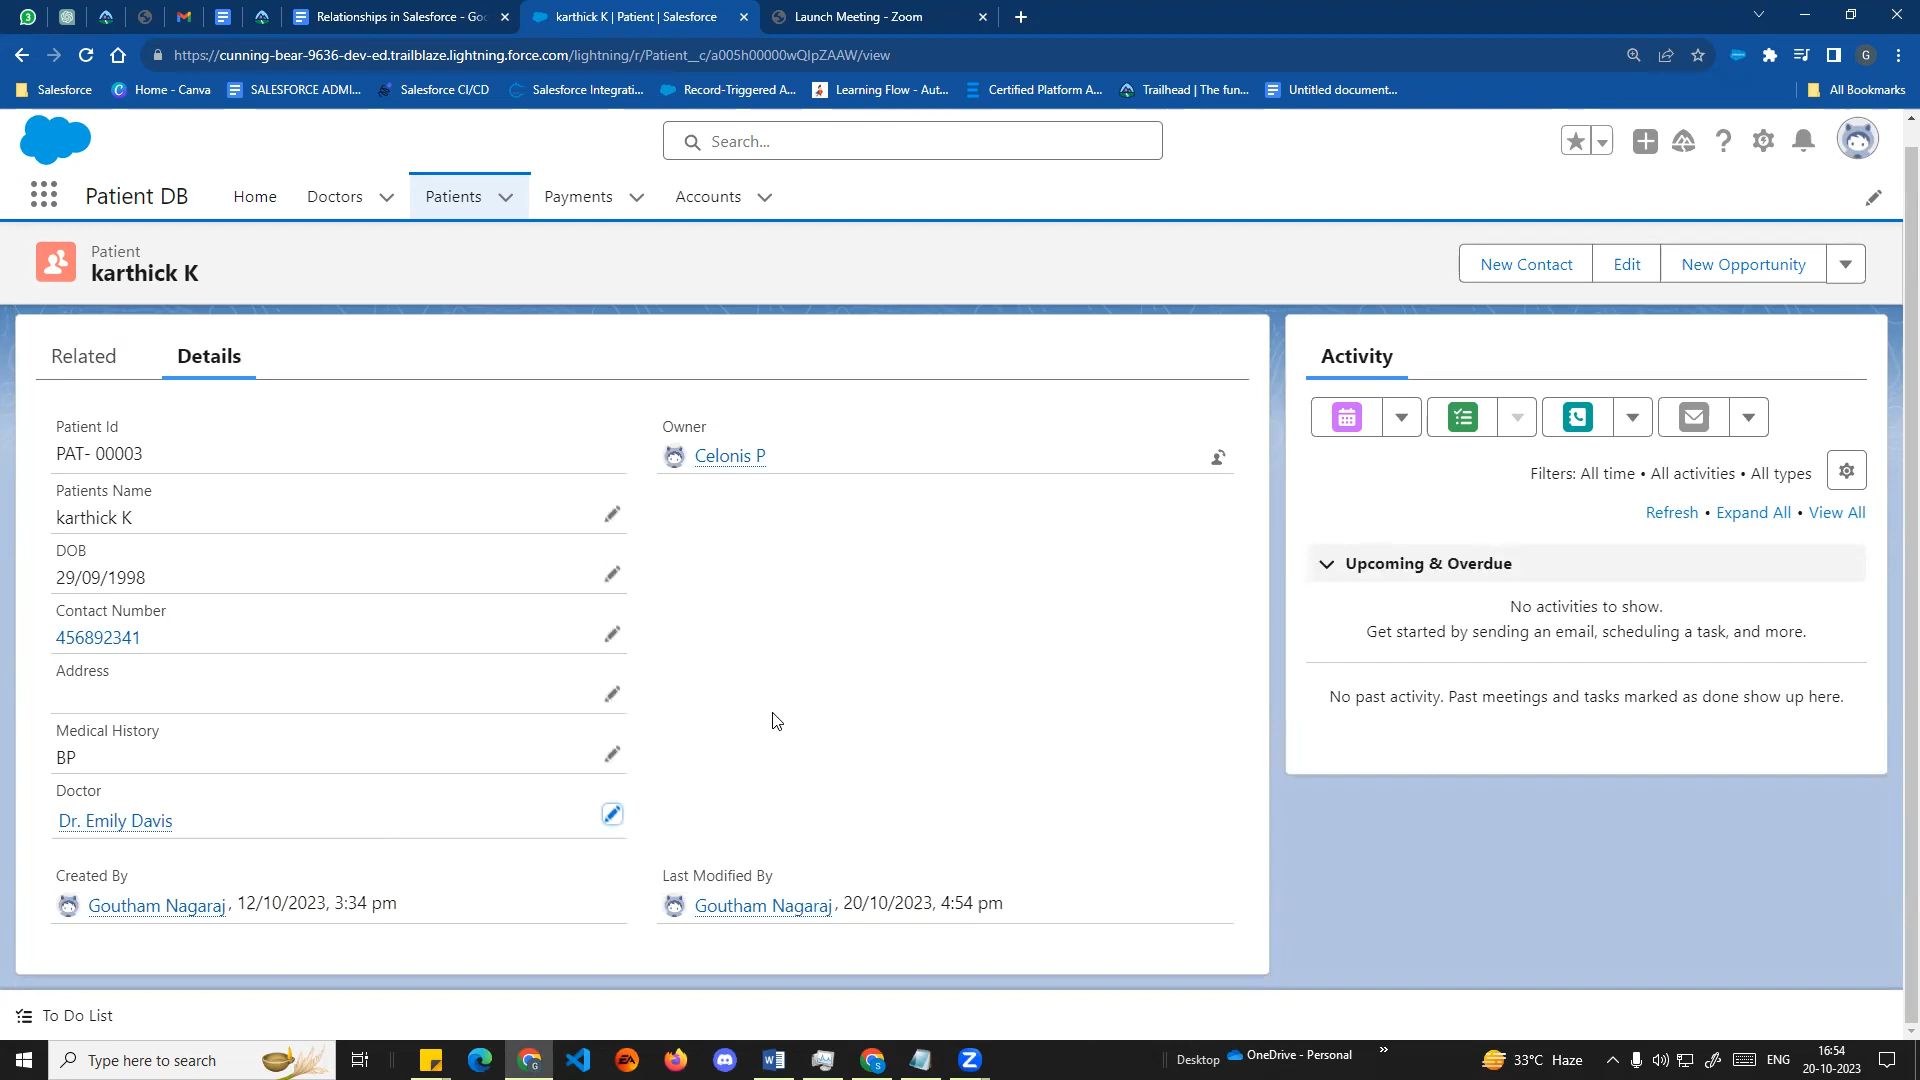 Relationships in Salesforce - Goo
karthick K | Patient | Salesforce
Launch Meeting - Zoom
https://cunning-bear-9636-dev-ed.trailblaze.lightning.force.com/lightning/r/Patient__c/a005h00000wQIpZAAW/view
G
Salesforce
Home - Canva
SALESFORCE ADMI...
Salesforce CI/CD
Salesforce Integrati...
Record-Triggered A...
Learning Flow - Aut...
Certified Platform A...
Trailhead | The fun...
Untitled document...
All Bookmarks
Search...
Patient DB
Home
Doctors
Patients
Payments
Accounts
Patient
karthick K
New Contact
Edit
New Opportunity
Related
Details
Activity
Patient Id
PAT- 00003
Owner
Celonis P
Patients Name
karthick K
DOB
29/09/1998
Contact Number
456892341
Address
Medical History
BP
Doctor
Dr. Emily Davis
Created By
Goutham Nagaraj, 12/10/2023, 3:34 pm
Last Modified By
Goutham Nagaraj, 20/10/2023, 4:54 pm
Filters: All time • All activities • All types
Refresh • Expand All • View All
Upcoming & Overdue
No activities to show.
Get started by sending an email, scheduling a task, and more.
No past activity. Past meetings and tasks marked as done show up here.
To Do List
Type here to search
Desktop
OneDrive - Personal
33°C Haze
ENG
16:54
20-10-2023